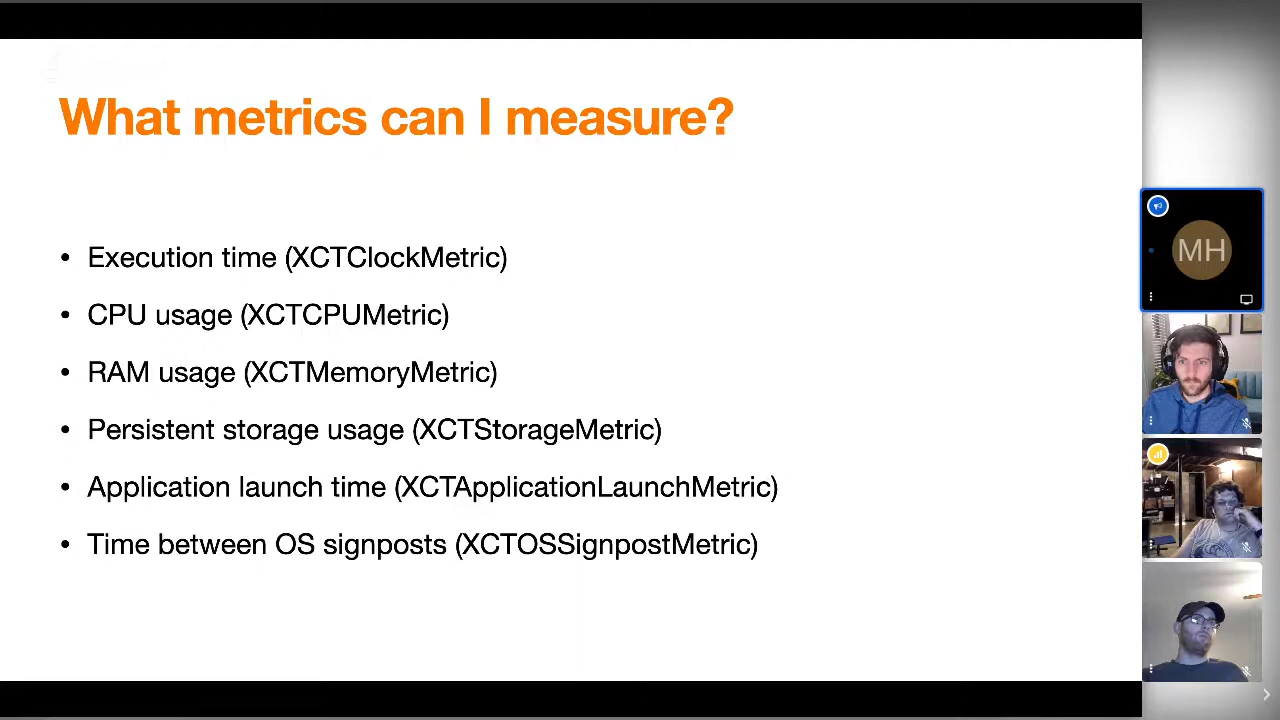 What metrics can I measure?
• Execution time (XCTClockMetric)
• CPU usage (XCTCPUMetric)
• RAM usage (XCTMemoryMetric)
• Persistent storage usage (XCTStorageMetric)
• Application launch time (XCTApplicationLaunchMetric)
• Time between OS signposts (XCTOSSignpostMetric)
MH